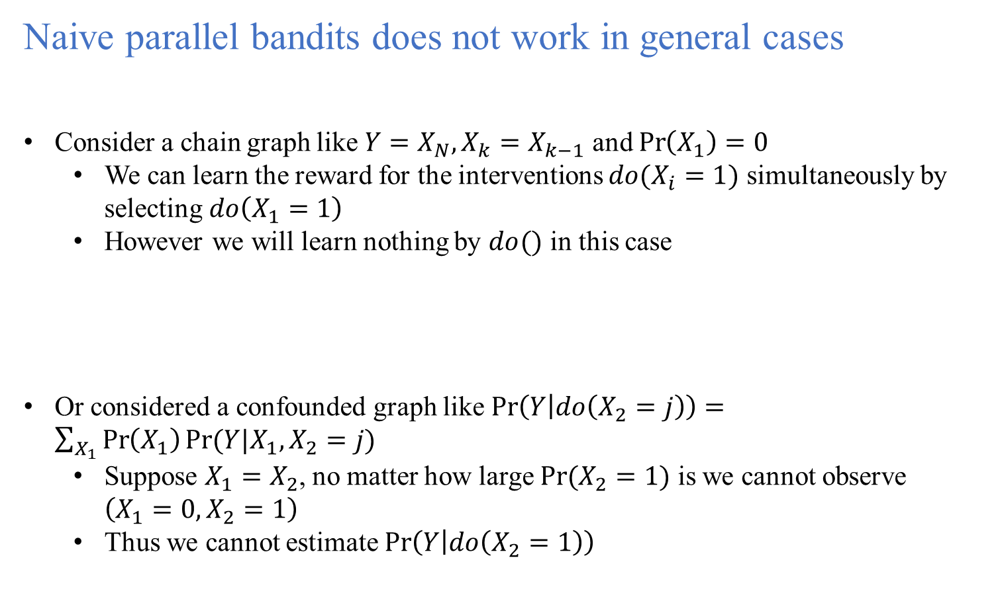 Naive parallel bandits does not work in general cases
• Consider a chain graph like Y = X_N, X_k = X_{k−1} and Pr(X_1) = 0
• We can learn the reward for the interventions do(X_i = 1) simultaneously by
selecting do(X_1 = 1)
• However we will learn nothing by do() in this case
• Or considered a confounded graph like Pr(Y|do(X_2 = j)) =
∑_{X_1} Pr(X_1) Pr(Y|X_1, X_2 = j)
• Suppose X_1 = X_2, no matter how large Pr(X_2 = 1) is we cannot observe
(X_1 = 0, X_2 = 1)
• Thus we cannot estimate Pr(Y|do(X_2 = 1))